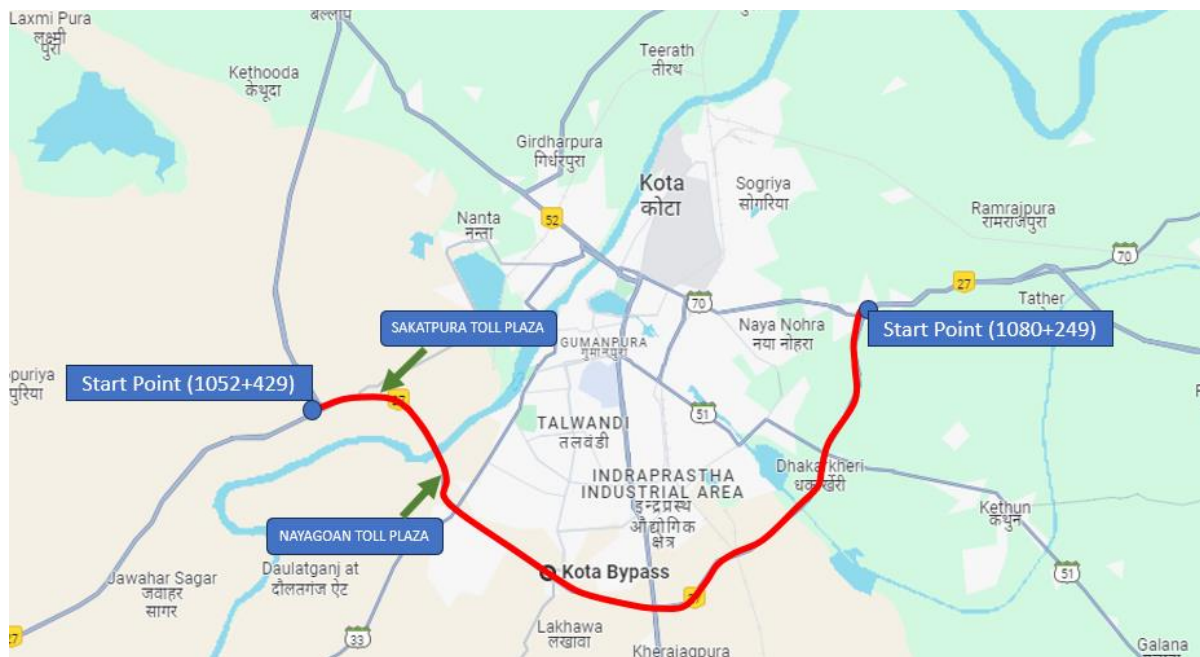 Laxmi Pura
लक्ष्मी
पुरा
Kethooda
केथूदा
Teerath
तीरथ
Girdharpura
गिर्धरपुरा
Kota
कोटा
Sogriya
सोगरिया
Nanta
नन्ता
52
Ramrajpura
रामराजपुरा
70
27
Tather
70
SAKATPURA TOLL PLAZA
Naya Nohra
नया नोहरा
Start Point (1080+249)
GUMANPURA
गुमानपुरा
Start Point (1052+429)
51
TALWANDI
तलवंडी
INDRAPRASTHA
INDUSTRIAL AREA
इन्द्रप्रस्थ
औद्योगिक
क्षेत्र
Dhakarkheri
Kethun
कैथुन
NAYAGOAN TOLL PLAZA
Kota Bypass
Daulatganj at
दौलतगंज ऐट
Jawahar Sagar
जवाहर
सागर
51
27
33
Lakhawa
लखावा
Kherajagpura
Galana